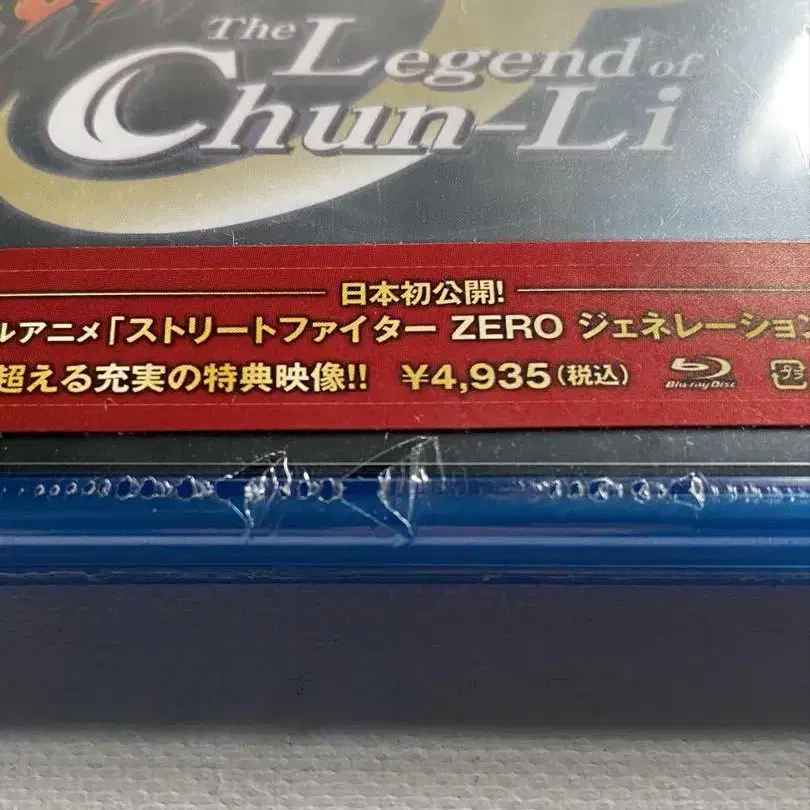 The Legend of
Chun-Li
日本初公開!
ルアニメ「ストリートファイター ZERO ジェネレーション
超える充実の特典映像!! ¥4,935(税込) Blu-ray Disc プラ